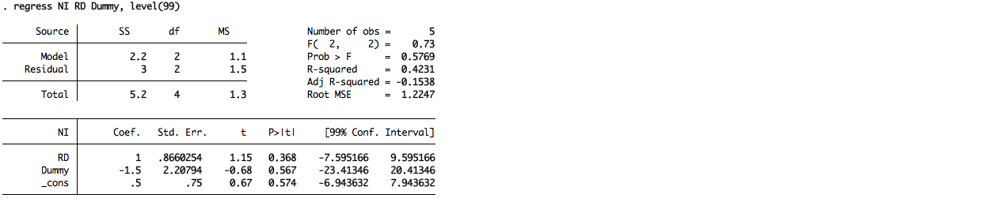 . regress NI RD Dummy, level(99)
Source SS df MS Number of obs = 5
F( 2, 2) = 0.73
Model 2.2 2 1.1 Prob > F = 0.5769
Residual 3 2 1.5 R-squared = 0.4231
Adj R-squared = -0.1538
Total 5.2 4 1.3 Root MSE = 1.2247
NI Coef. Std. Err. t P>|t| [99% Conf. Interval]
RD 1 .8660254 1.15 0.368 -7.595166 9.595166
Dummy -1.5 2.20794 -0.68 0.567 -23.41346 20.41346
_cons .5 .75 0.67 0.574 -6.943632 7.943632